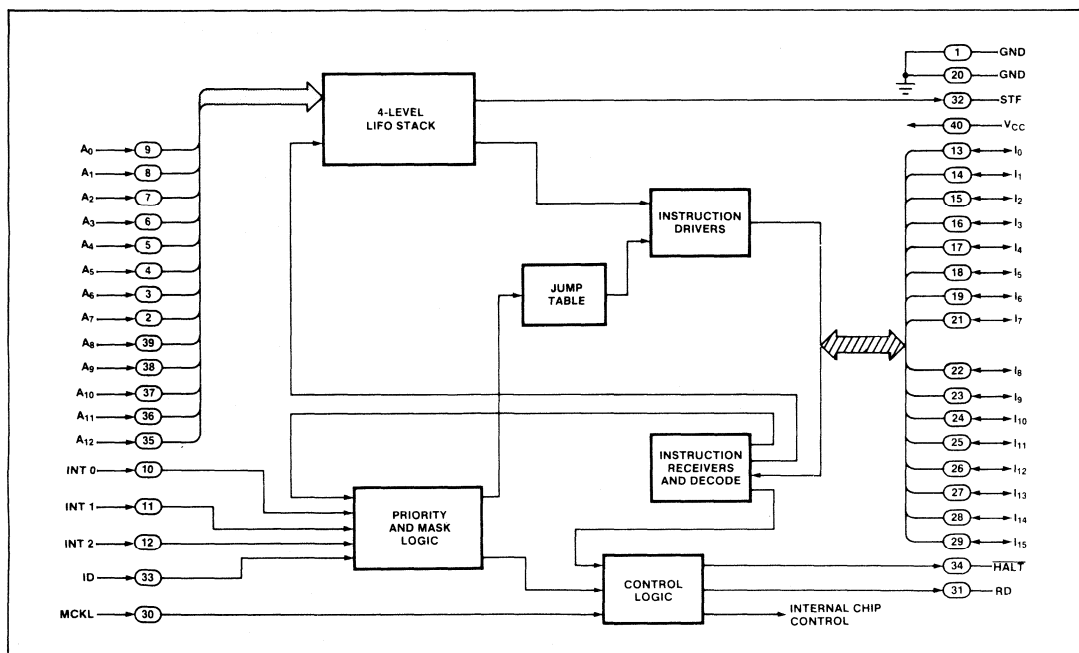 1 GND
20 GND
32 STF
40 VCC
4-LEVEL
LIFO STACK
A0 9
A1 8
A2 7
A3 6
A4 5
A5 4
A6 3
A7 2
A8 39
A9 38
A10 37
A11 36
A12 35
INT 0 10
INT 1 11
INT 2 12
ID 33
MCKL 30
INSTRUCTION
DRIVERS
JUMP
TABLE
INSTRUCTION
RECEIVERS
AND DECODE
PRIORITY
AND MASK
LOGIC
CONTROL
LOGIC
INTERNAL CHIP
CONTROL
13 I0
14 I1
15 I2
16 I3
17 I4
18 I5
19 I6
21 I7
22 I8
23 I9
24 I10
25 I11
26 I12
27 I13
28 I14
29 I15
34 HALT
31 RD